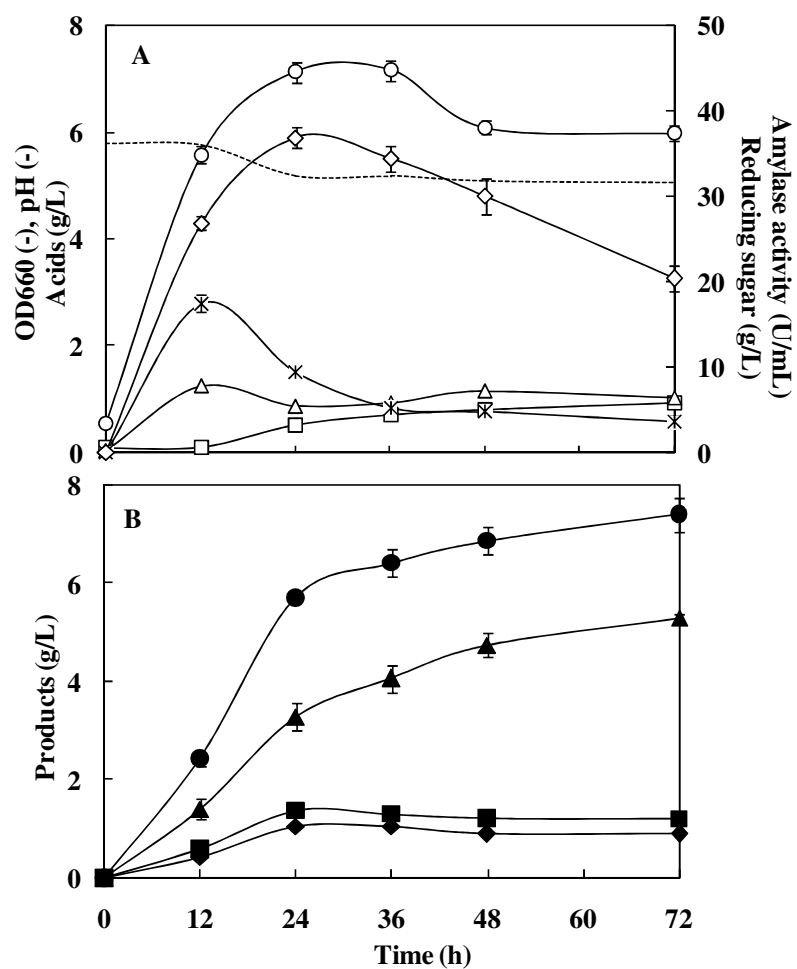 A
8
6
4
2
0
OD660 (-), pH (-)
Acids (g/L)
50
40
30
20
10
0
Amylase activity (U/mL)
Reducing sugar (g/L)
B
8
6
4
2
0
Products (g/L)
0 12 24 36 48 60 72
Time (h)